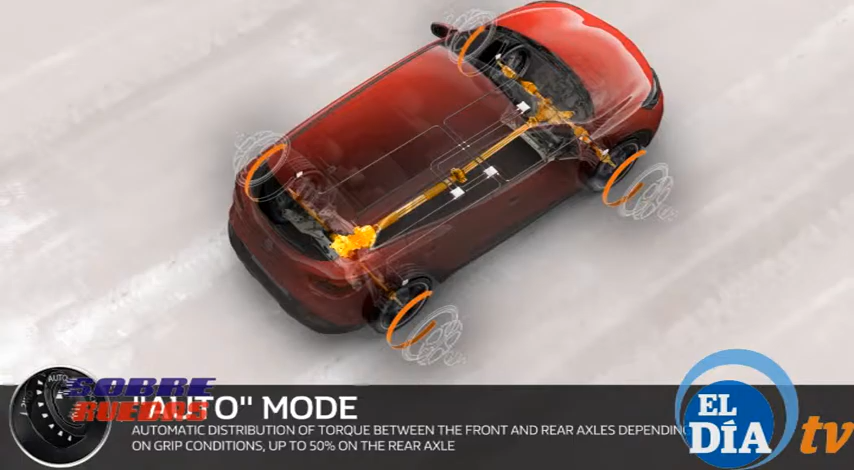 AUTO
SOBRE
RUEDAS
"AUTO" MODE
AUTOMATIC DISTRIBUTION OF TORQUE BETWEEN THE FRONT AND REAR AXLES DEPENDING
ON GRIP CONDITIONS, UP TO 50% ON THE REAR AXLE
EL
DÍA tv